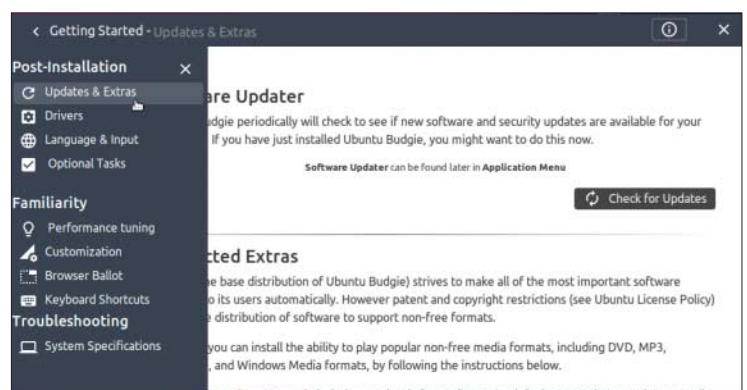 Getting Started - Updates & Extras
Post-Installation
Updates & Extras
Drivers
Language & Input
Optional Tasks
Familiarity
Performance tuning
Customization
Browser Ballot
Keyboard Shortcuts
Troubleshooting
System Specifications
are Updater
udgie periodically will check to see if new software and security updates are available for your
If you have just installed Ubuntu Budgie, you might want to do this now.
Software Updater can be found later in Application Menu
Check for Updates
cted Extras
e base distribution of Ubuntu Budgie) strives to make all of the most important software
o its users automatically. However patent and copyright restrictions (see Ubuntu License Policy)
distribution of software to support non-free formats.
you can install the ability to play popular non-free media formats, including DVD, MP3,
, and Windows Media formats, by following the instructions below.